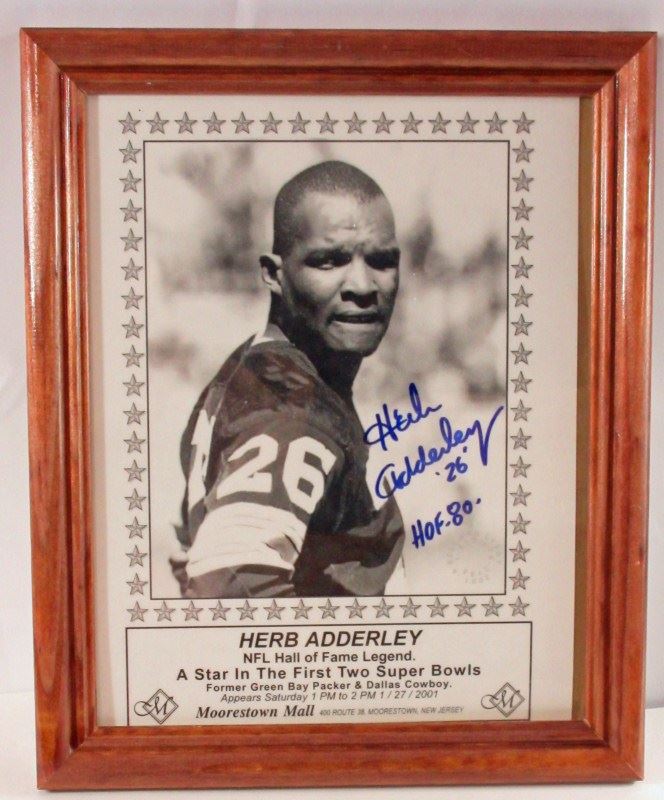 26
Herb
Adderley
'26'
HOF-80.
HERB ADDERLEY
NFL Hall of Fame Legend.
A Star In The First Two Super Bowls
Former Green Bay Packer & Dallas Cowboy.
Appears Saturday 1 PM to 2 PM 1 / 27 / 2001
M Moorestown Mall 400 ROUTE 38, MOORESTOWN, NEW JERSEY M